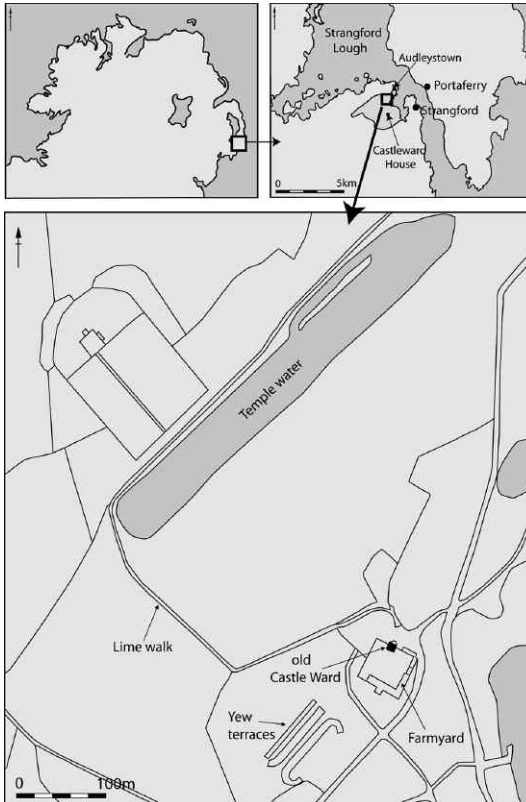 Strangford
Lough
Audleystown
Portaferry
Strangford
Castleward
House
0 5km
Temple water
Lime walk
old
Castle Ward
Yew
terraces
Farmyard
0 100m